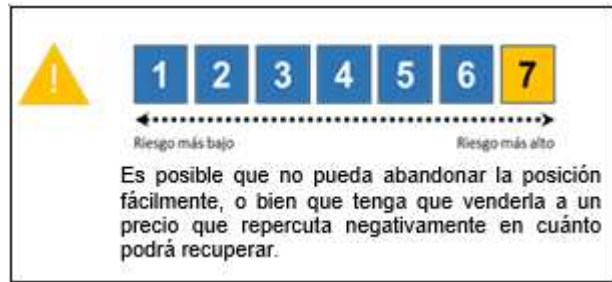 !
1 2 3 4 5 6 7
Riesgo más bajo Riesgo más alto
Es posible que no pueda abandonar la posición
fácilmente, o bien que tenga que venderla a un
precio que repercuta negativamente en cuánto
podrá recuperar.